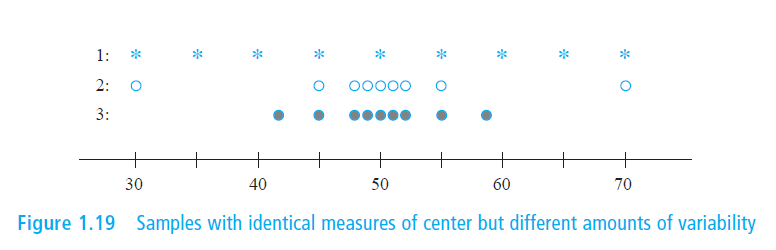 1:
2:
3:
30 40 50 60 70
Figure 1.19 Samples with identical measures of center but different amounts of variability